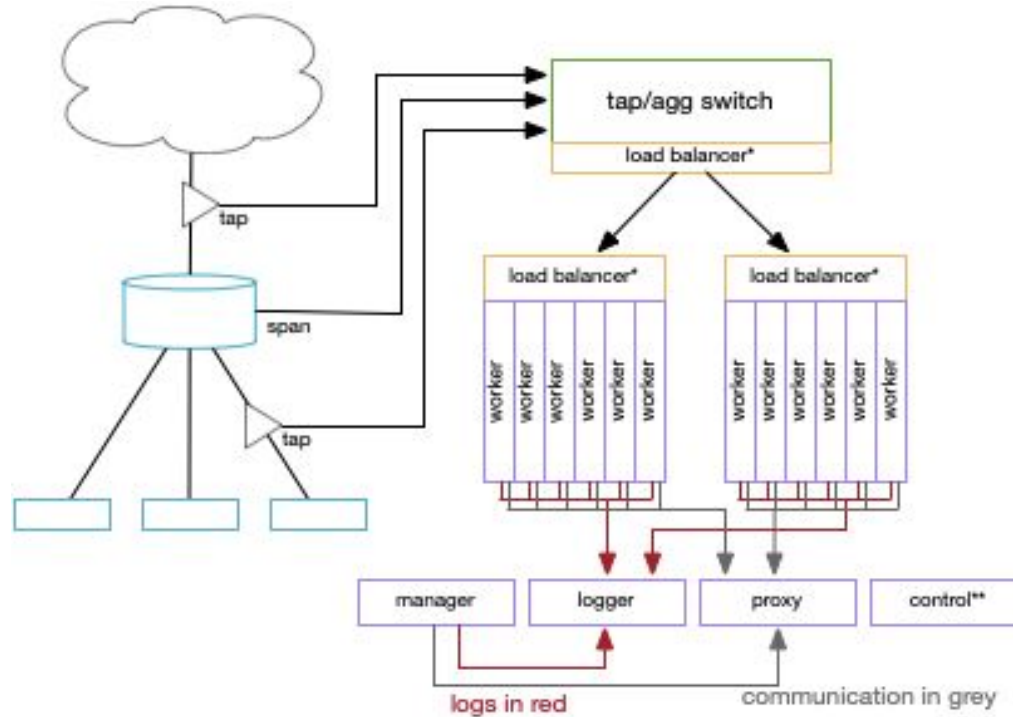 tap/agg switch
load balancer*
tap
span
tap
load balancer*
load balancer*
worker
worker
worker
worker
worker
worker
worker
worker
worker
worker
worker
worker
manager
logger
proxy
control**
logs in red
communication in grey